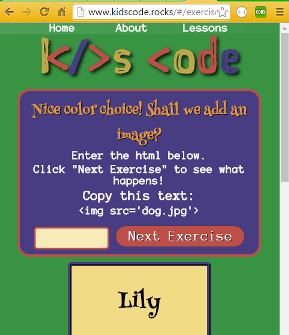 www.kidscode.rocks/#/exercis
Home About Lessons
k</>s code
Nice color choice! Shall we add an
image?
Enter the html below.
Click "Next Exercise" to see what
happens!
Copy this text:
<img src='dog.jpg'>
Next Exercise
Lily